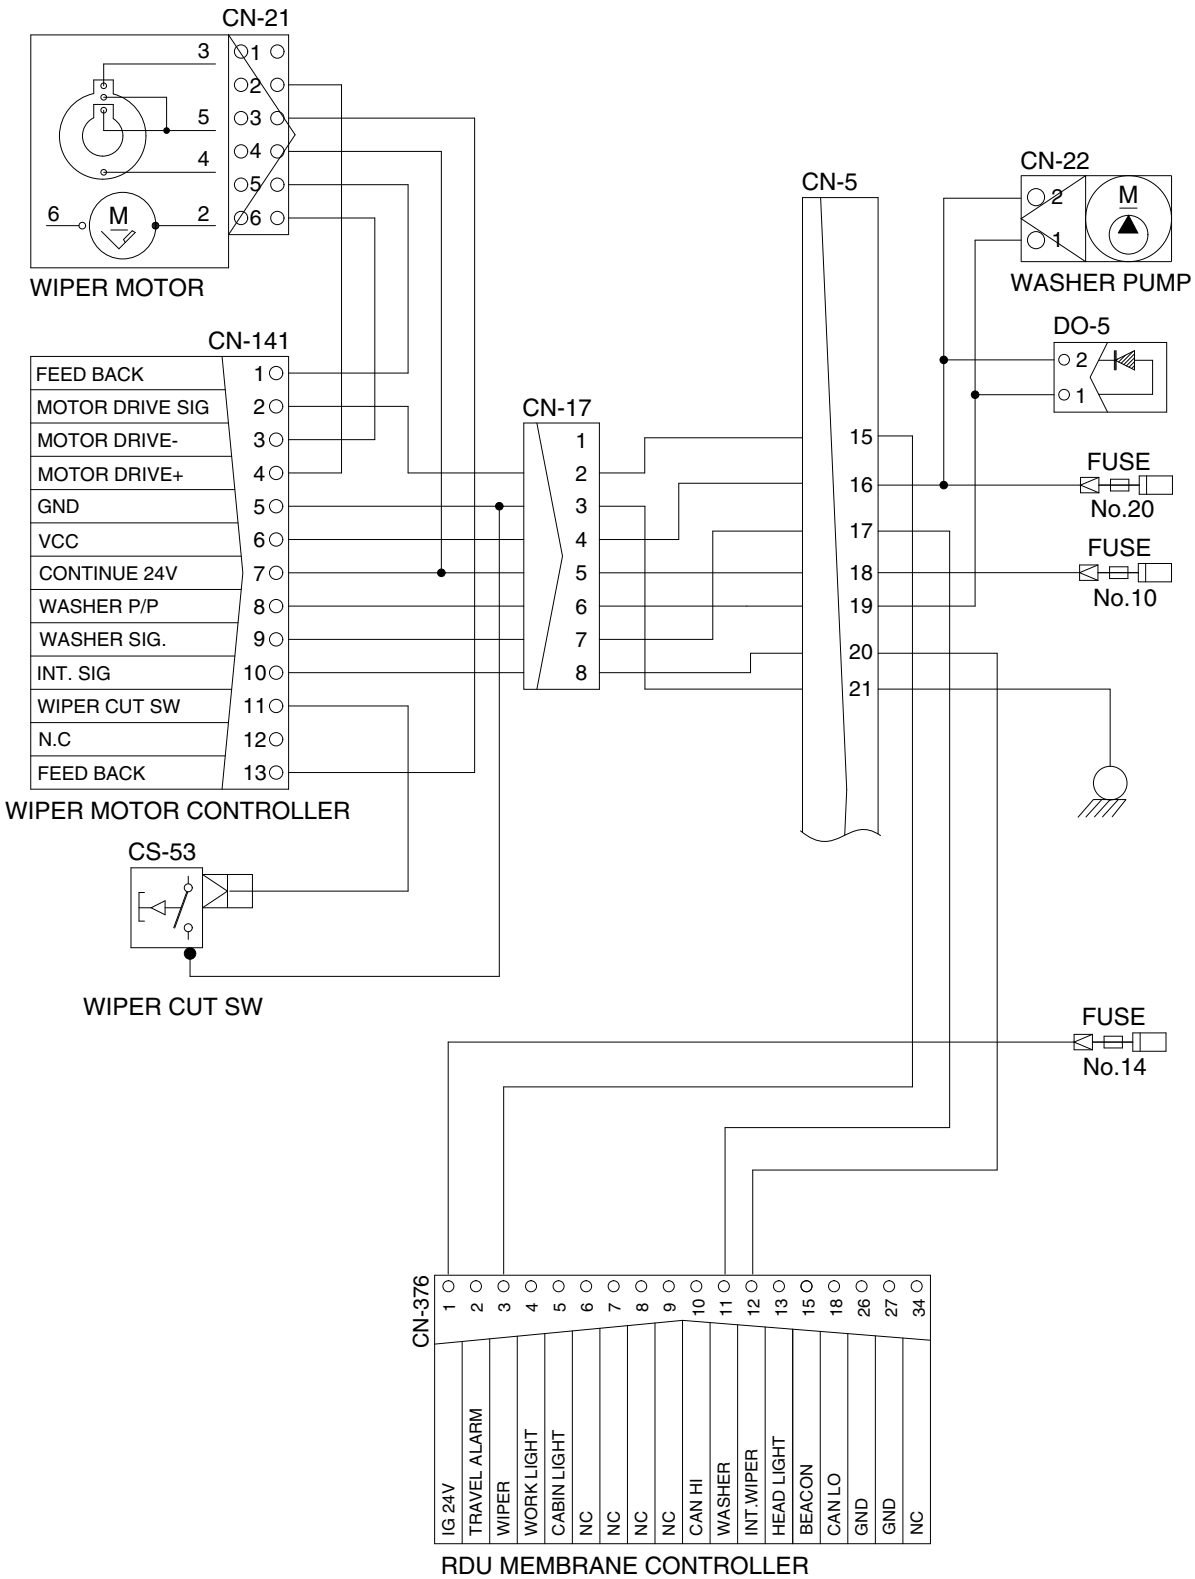 CN-21
3
5
4
6
M
2
1
2
3
4
5
6
WIPER MOTOR
CN-141
FEED BACK 1
MOTOR DRIVE SIG 2
MOTOR DRIVE- 3
MOTOR DRIVE+ 4
GND 5
VCC 6
CONTINUE 24V 7
WASHER P/P 8
WASHER SIG. 9
INT. SIG 10
WIPER CUT SW 11
N.C 12
FEED BACK 13
WIPER MOTOR CONTROLLER
CS-53
WIPER CUT SW
CN-17
1
2
3
4
5
6
7
8
CN-5
15
16
17
18
19
20
21
CN-22
2
1
M
WASHER PUMP
DO-5
2
1
FUSE
No.20
FUSE
No.10
FUSE
No.14
CN-376
1 IG 24V
2 TRAVEL ALARM
3 WIPER
4 WORK LIGHT
5 CABIN LIGHT
6 NC
7 NC
8 NC
9 NC
10 CAN HI
11 WASHER
12 INT.WIPER
13 HEAD LIGHT
15 BEACON
18 CAN LO
26 GND
27 GND
34 NC
RDU MEMBRANE CONTROLLER